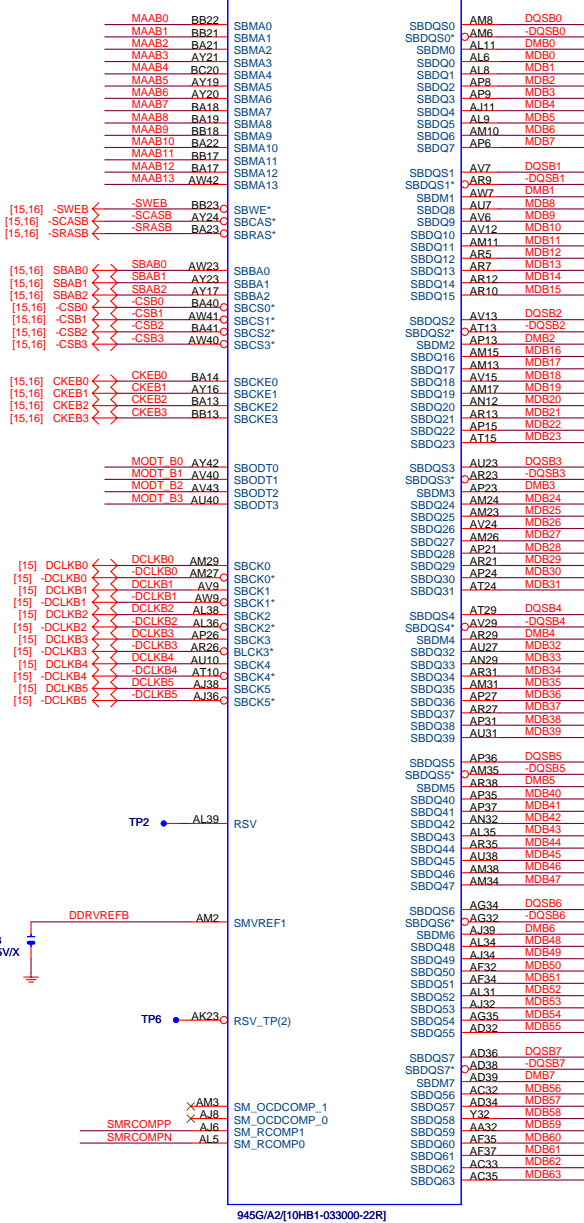 MAAB0 BB22 SBMA0
MAAB1 BB21 SBMA1
MAAB2 BA21 SBMA2
MAAB3 AY21 SBMA3
MAAB4 BC20 SBMA4
MAAB5 AY19 SBMA5
MAAB6 AY20 SBMA6
MAAB7 BA18 SBMA7
MAAB8 BA19 SBMA8
MAAB9 BB18 SBMA9
MAAB10 BA22 SBMA10
MAAB11 BB17 SBMA11
MAAB12 BA17 SBMA12
MAAB13 AW42 SBMA13
[15,16] -SWEB -SWEB BB23 SBWE*
[15,16] -SCASB -SCASB AY24 SBCAS*
[15,16] -SRASB -SRASB BA23 SBRAS*
[15,16] SBAB0 SBAB0 AW23 SBBA0
[15,16] SBAB1 SBAB1 AY23 SBBA1
[15,16] SBAB2 SBAB2 AY17 SBBA2
[15,16] -CSB0 -CSB0 BA40 SBCS0*
[15,16] -CSB1 -CSB1 AW41 SBCS1*
[15,16] -CSB2 -CSB2 BA41 SBCS2*
[15,16] -CSB3 -CSB3 AW40 SBCS3*
[15,16] CKEB0 CKEB0 BA14 SBCKE0
[15,16] CKEB1 CKEB1 AY16 SBCKE1
[15,16] CKEB2 CKEB2 BA13 SBCKE2
[15,16] CKEB3 CKEB3 BB13 SBCKE3
MODT_B0 AY42 SBODT0
MODT_B1 AV40 SBODT1
MODT_B2 AV43 SBODT2
MODT_B3 AU40 SBODT3
[15] DCLKB0 DCLKB0 AM29 SBCK0
[15] -DCLKB0 -DCLKB0 AM27 SBCK0*
[15] DCLKB1 DCLKB1 AV9 SBCK1
[15] -DCLKB1 -DCLKB1 AW9 SBCK1*
[15] DCLKB2 DCLKB2 AL38 SBCK2
[15] -DCLKB2 -DCLKB2 AL36 SBCK2*
[15] DCLKB3 DCLKB3 AP26 SBCK3
[15] -DCLKB3 -DCLKB3 AR26 BLCK3*
[15] DCLKB4 DCLKB4 AU10 SBCK4
[15] -DCLKB4 -DCLKB4 AT10 SBCK4*
[15] DCLKB5 DCLKB5 AJ38 SBCK5
[15] -DCLKB5 -DCLKB5 AJ36 SBCK5*
TP2 AL39 RSV
DDRVREFB AM2 SMVREF1
5V/X
TP6 AK23 RSV_TP(2)
AM3 SM_OCDCOMP_1
AJ8 SM_OCDCOMP_0
SMRCOMPP AJ6 SM_RCOMP1
SMRCOMPN AL5 SM_RCOMP0
SBDQS0 AM8 DQSB0
SBDQS0* AM6 -DQSB0
SBDM0 AL11 DMB0
SBDQ0 AL6 MDB0
SBDQ1 AL8 MDB1
SBDQ2 AP8 MDB2
SBDQ3 AP9 MDB3
SBDQ4 AJ11 MDB4
SBDQ5 AL9 MDB5
SBDQ6 AM10 MDB6
SBDQ7 AP6 MDB7
SBDQS1 AV7 DQSB1
SBDQS1* AR9 -DQSB1
SBDM1 AW7 DMB1
SBDQ8 AU7 MDB8
SBDQ9 AV6 MDB9
SBDQ10 AV12 MDB10
SBDQ11 AM11 MDB11
SBDQ12 AR5 MDB12
SBDQ13 AR7 MDB13
SBDQ14 AR12 MDB14
SBDQ15 AR10 MDB15
SBDQS2 AV13 DQSB2
SBDQS2* AT13 -DQSB2
SBDM2 AP13 DMB2
SBDQ16 AM15 MDB16
SBDQ17 AM13 MDB17
SBDQ18 AV15 MDB18
SBDQ19 AM17 MDB19
SBDQ20 AN12 MDB20
SBDQ21 AR13 MDB21
SBDQ22 AP15 MDB22
SBDQ23 AT15 MDB23
SBDQS3 AU23 DQSB3
SBDQS3* AR23 -DQSB3
SBDM3 AP23 DMB3
SBDQ24 AM24 MDB24
SBDQ25 AM23 MDB25
SBDQ26 AV24 MDB26
SBDQ27 AM26 MDB27
SBDQ28 AP21 MDB28
SBDQ29 AR21 MDB29
SBDQ30 AP24 MDB30
SBDQ31 AT24 MDB31
SBDQS4 AT29 DQSB4
SBDQS4* AV29 -DQSB4
SBDM4 AR29 DMB4
SBDQ32 AU27 MDB32
SBDQ33 AN29 MDB33
SBDQ34 AR31 MDB34
SBDQ35 AM31 MDB35
SBDQ36 AP27 MDB36
SBDQ37 AR27 MDB37
SBDQ38 AP31 MDB38
SBDQ39 AU31 MDB39
SBDQS5 AP36 DQSB5
SBDQS5* AM35 -DQSB5
SBDM5 AR38 DMB5
SBDQ40 AP35 MDB40
SBDQ41 AP37 MDB41
SBDQ42 AN32 MDB42
SBDQ43 AL35 MDB43
SBDQ44 AR35 MDB44
SBDQ45 AU38 MDB45
SBDQ46 AM38 MDB46
SBDQ47 AM34 MDB47
SBDQS6 AG34 DQSB6
SBDQS6* AG32 -DQSB6
SBDM6 AJ39 DMB6
SBDQ48 AL34 MDB48
SBDQ49 AJ34 MDB49
SBDQ50 AF32 MDB50
SBDQ51 AF34 MDB51
SBDQ52 AL31 MDB52
SBDQ53 AJ32 MDB53
SBDQ54 AG35 MDB54
SBDQ55 AD32 MDB55
SBDQS7 AD36 DQSB7
SBDQS7* AD38 -DQSB7
SBDM7 AD39 DMB7
SBDQ56 AC32 MDB56
SBDQ57 AD34 MDB57
SBDQ58 Y32 MDB58
SBDQ59 AA32 MDB59
SBDQ60 AF35 MDB60
SBDQ61 AF37 MDB61
SBDQ62 AC33 MDB62
SBDQ63 AC35 MDB63
945G/A2/[10HB1-033000-22R]